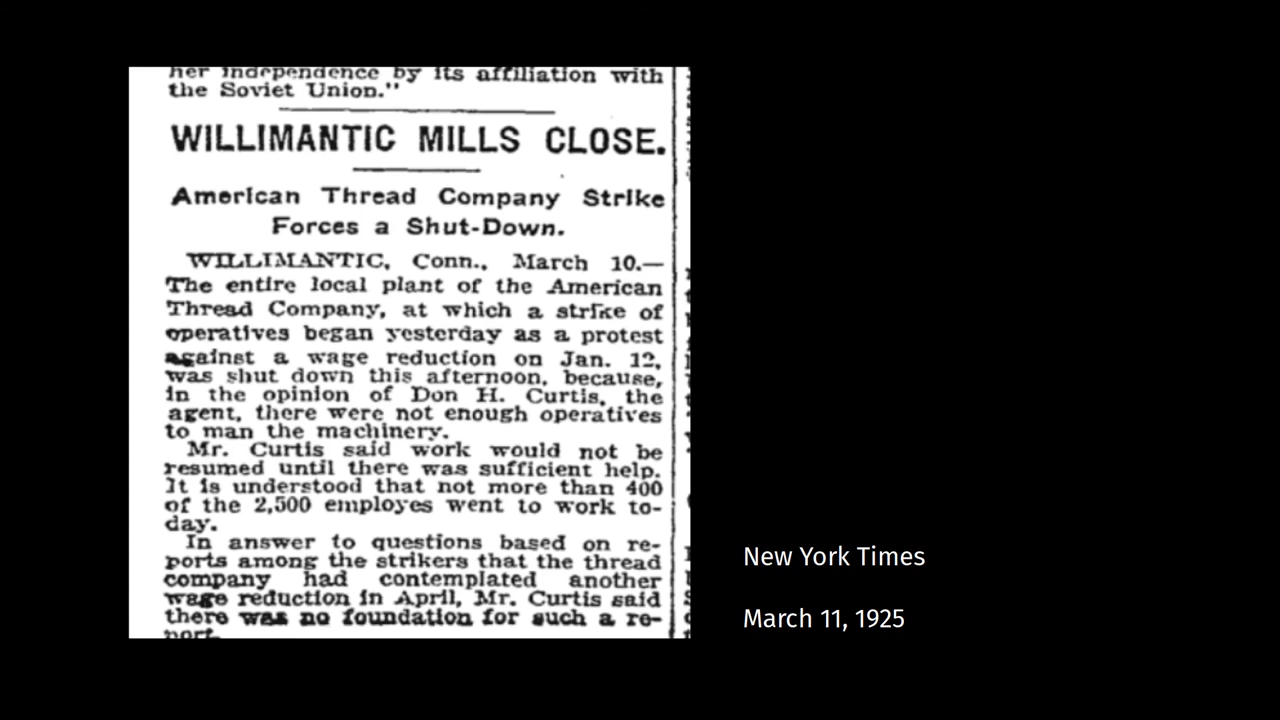 her independence by its affiliation with
the Soviet Union."
WILLIMANTIC MILLS CLOSE.
American Thread Company Strike
Forces a Shut-Down.
WILLIMANTIC, Conn., March 10.—
The entire local plant of the American
Thread Company, at which a strike of
operatives began yesterday as a protest
against a wage reduction on Jan. 12,
was shut down this afternoon, because,
in the opinion of Don H. Curtis, the
agent, there were not enough operatives
to man the machinery.
Mr. Curtis said work would not be
resumed until there was sufficient help.
It is understood that not more than 400
of the 2,500 employes went to work to-
day.
In answer to questions based on re-
ports among the strikers that the thread
company had contemplated another
wage reduction in April, Mr. Curtis said
there was no foundation for such a re-
port.
New York Times
March 11, 1925